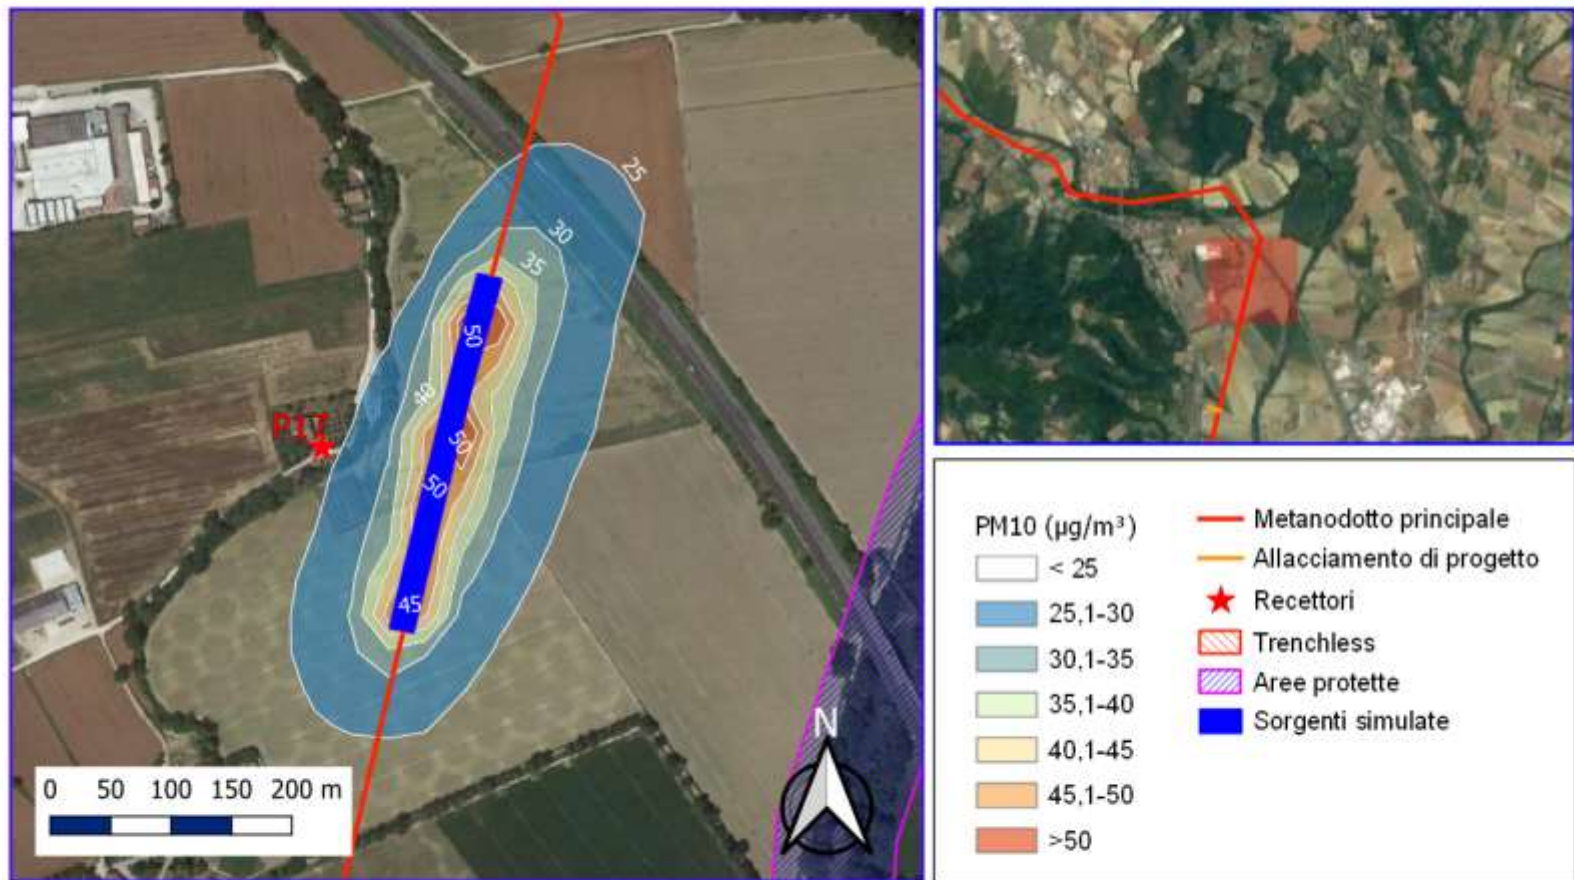 25
30
35
50
40
50
50
45
N
0 50 100 150 200 m
PM10 (µg/m³)
< 25
25,1-30
30,1-35
35,1-40
40,1-45
45,1-50
>50
Metanodotto principale
Allacciamento di progetto
Recettori
Trenchless
Aree protette
Sorgenti simulate